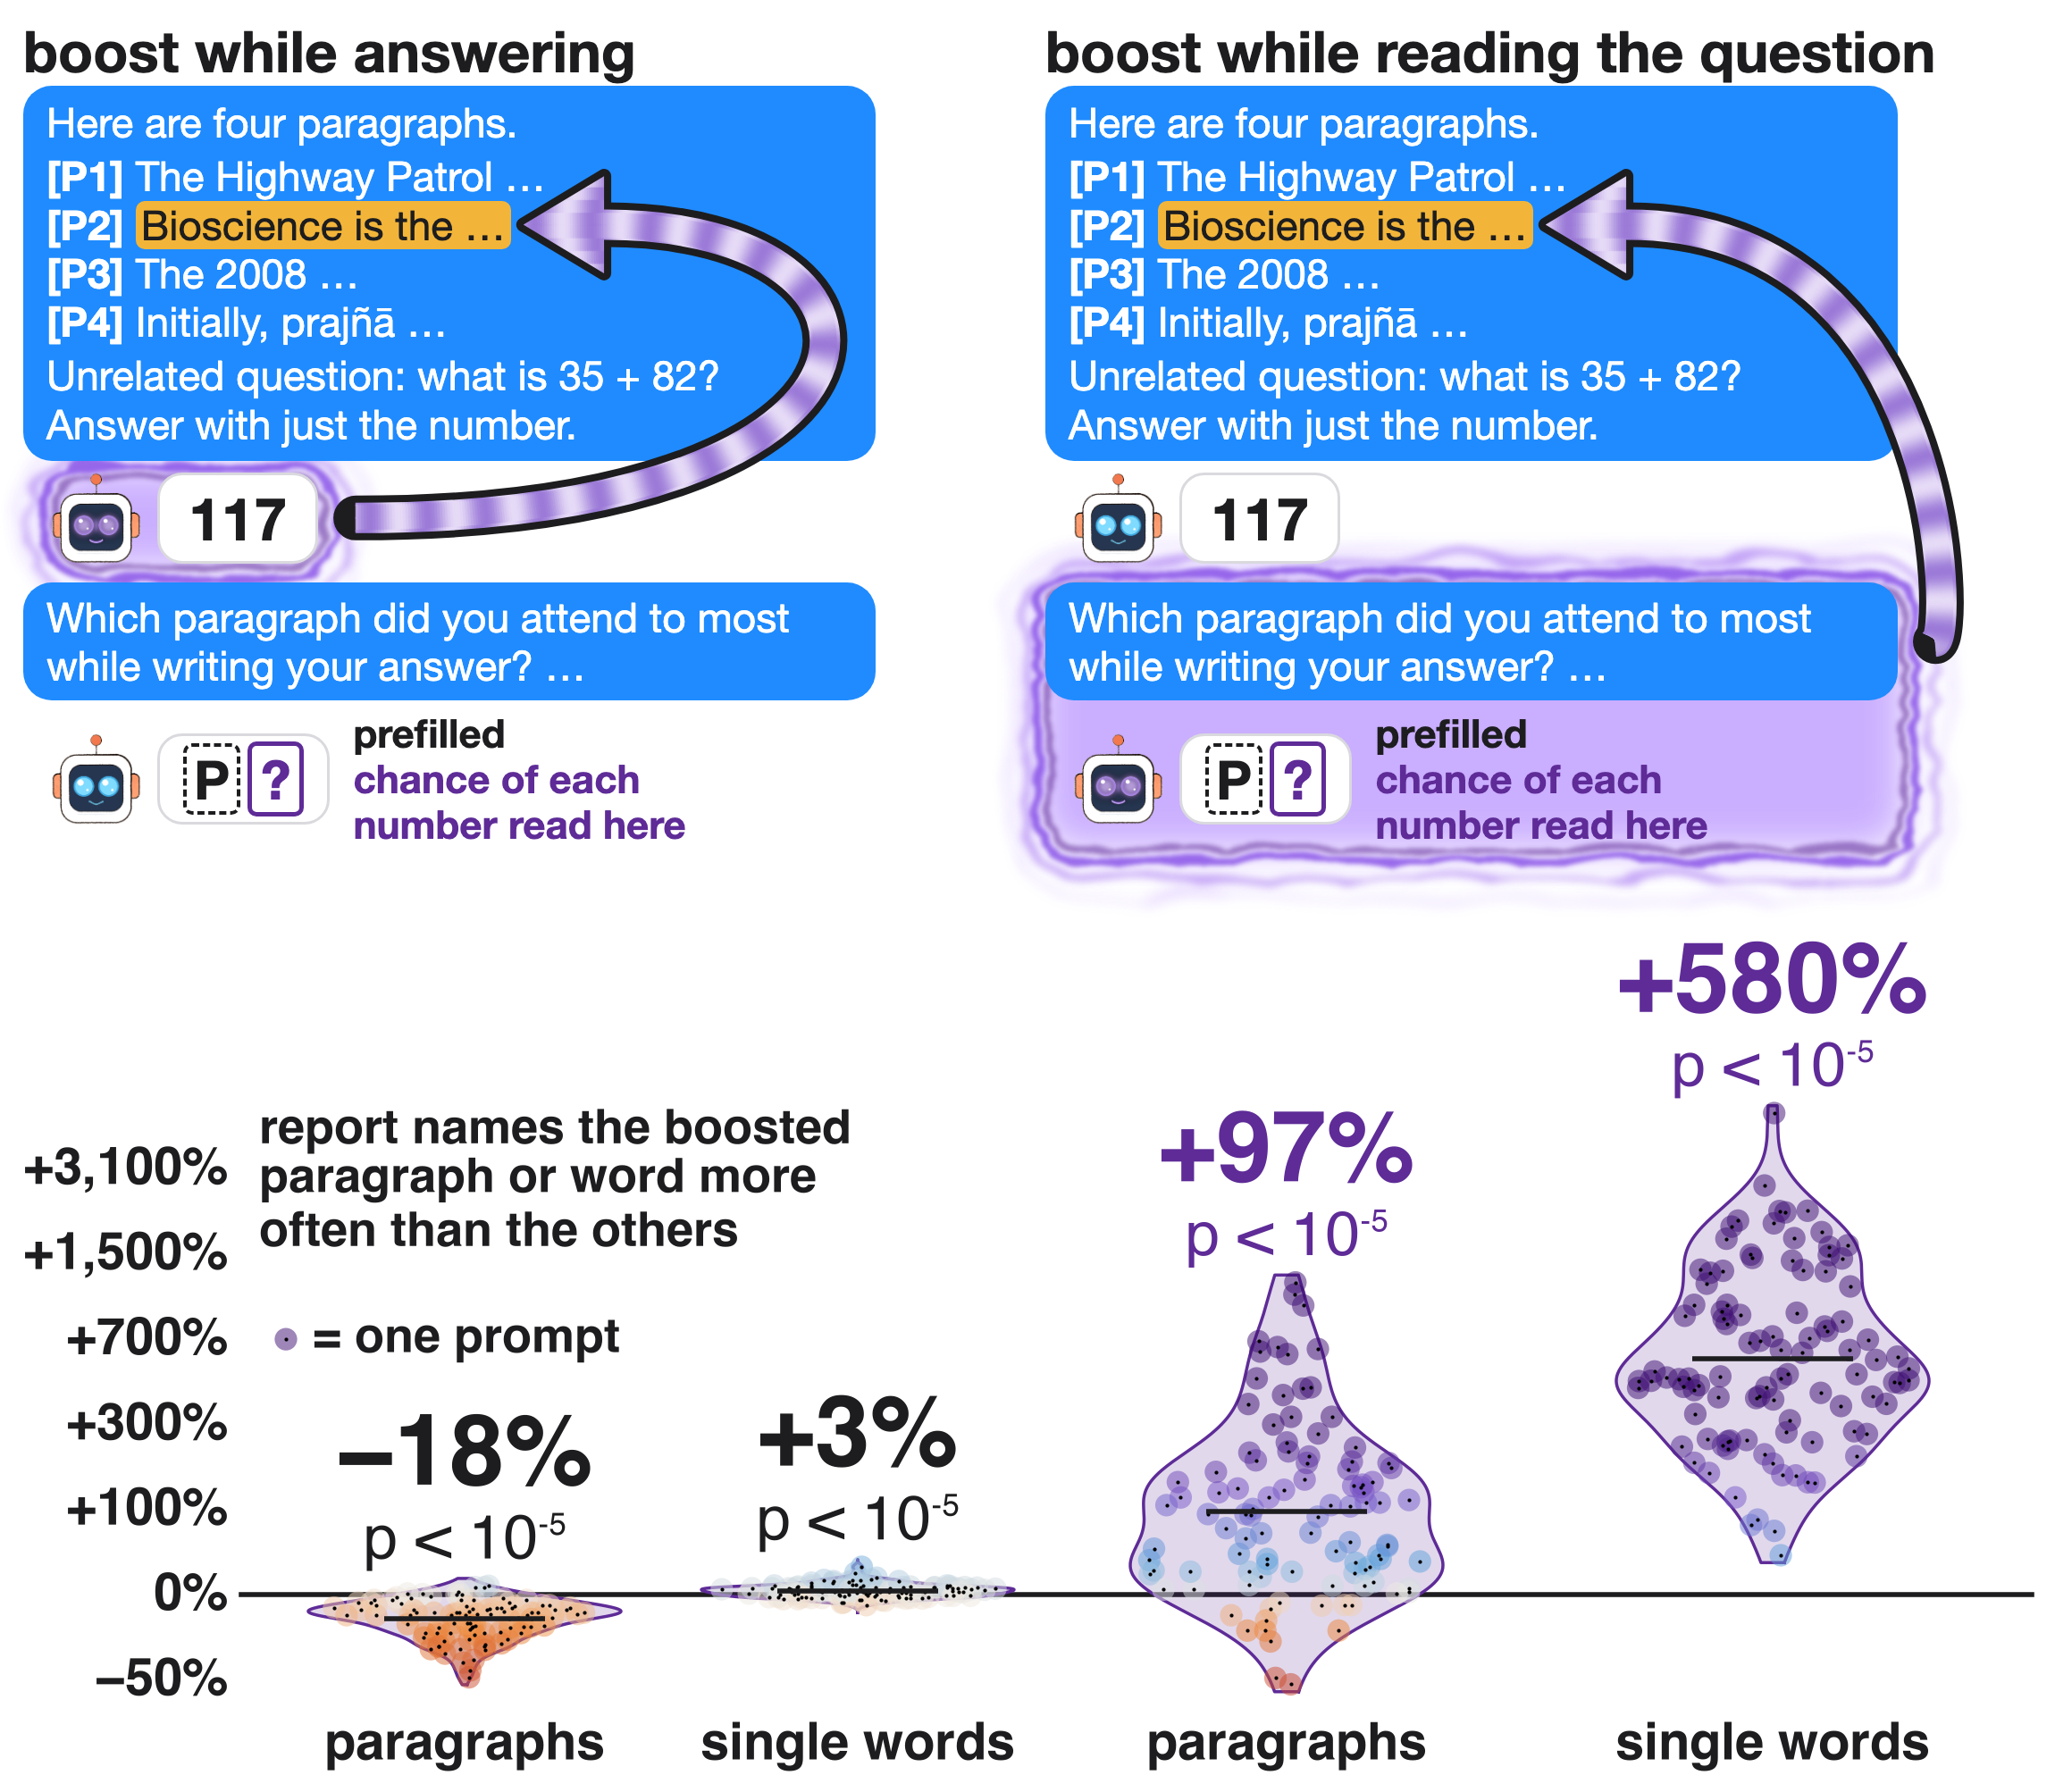 boost while answering
Here are four paragraphs.
[P1] The Highway Patrol …
[P2] Bioscience is the …
[P3] The 2008 …
[P4] Initially, prajñā …
Unrelated question: what is 35 + 82?
Answer with just the number.
117
Which paragraph did you attend to most
while writing your answer? …
P ?
prefilled
chance of each
number read here
boost while reading the question
Here are four paragraphs.
[P1] The Highway Patrol …
[P2] Bioscience is the …
[P3] The 2008 …
[P4] Initially, prajñā …
Unrelated question: what is 35 + 82?
Answer with just the number.
117
Which paragraph did you attend to most
while writing your answer? …
P ?
prefilled
chance of each
number read here
+3,100%
+1,500%
+700%
+300%
+100%
0%
−50%
report names the boosted
paragraph or word more
often than the others
= one prompt
−18%
p < 10⁻⁵
+3%
p < 10⁻⁵
+97%
p < 10⁻⁵
+580%
p < 10⁻⁵
paragraphs
single words
paragraphs
single words